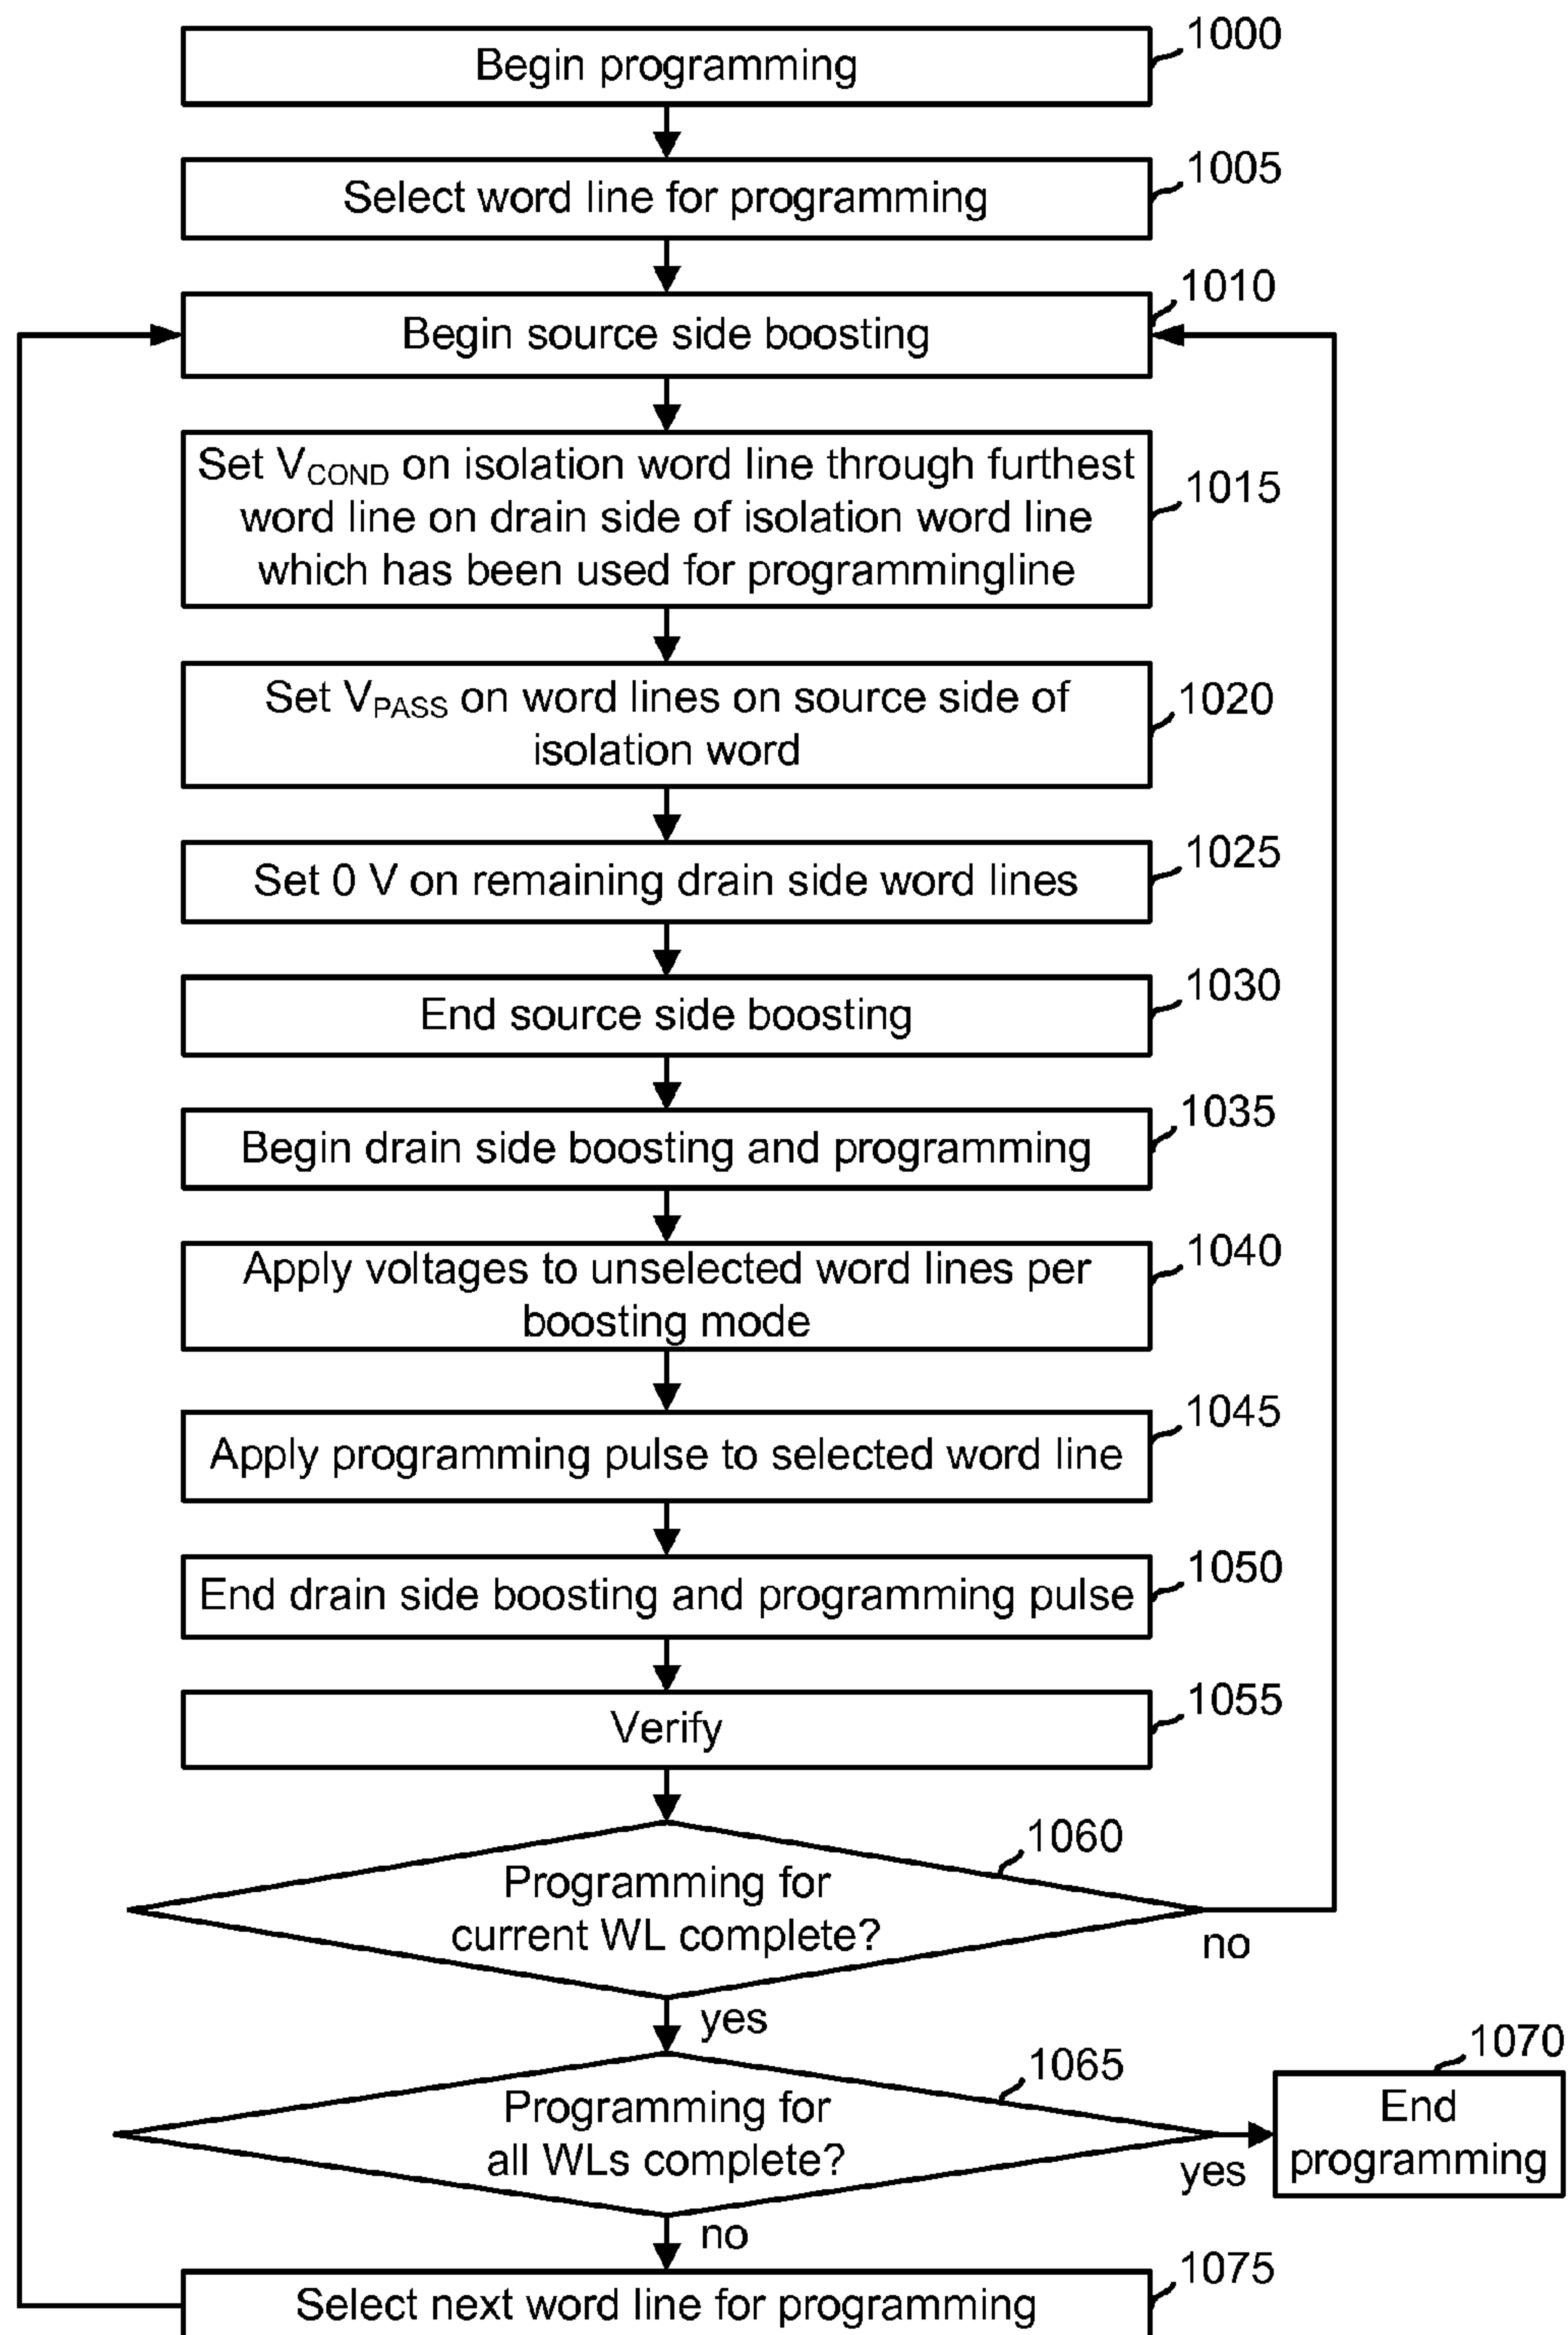 1000
Begin programming
1005
Select word line for programming
1010
Begin source side boosting
Set VCOND on isolation word line through furthest
word line on drain side of isolation word line
which has been used for programmingline
1015
Set VPASS on word lines on source side of
isolation word
1020
Set 0 V on remaining drain side word lines
1025
End source side boosting
1030
Begin drain side boosting and programming
1035
Apply voltages to unselected word lines per
boosting mode
1040
Apply programming pulse to selected word line
1045
End drain side boosting and programming pulse
1050
Verify
1055
1060
Programming for
current WL complete?
no
yes
1065
Programming for
all WLs complete?
yes
1070
End
programming
no
1075
Select next word line for programming